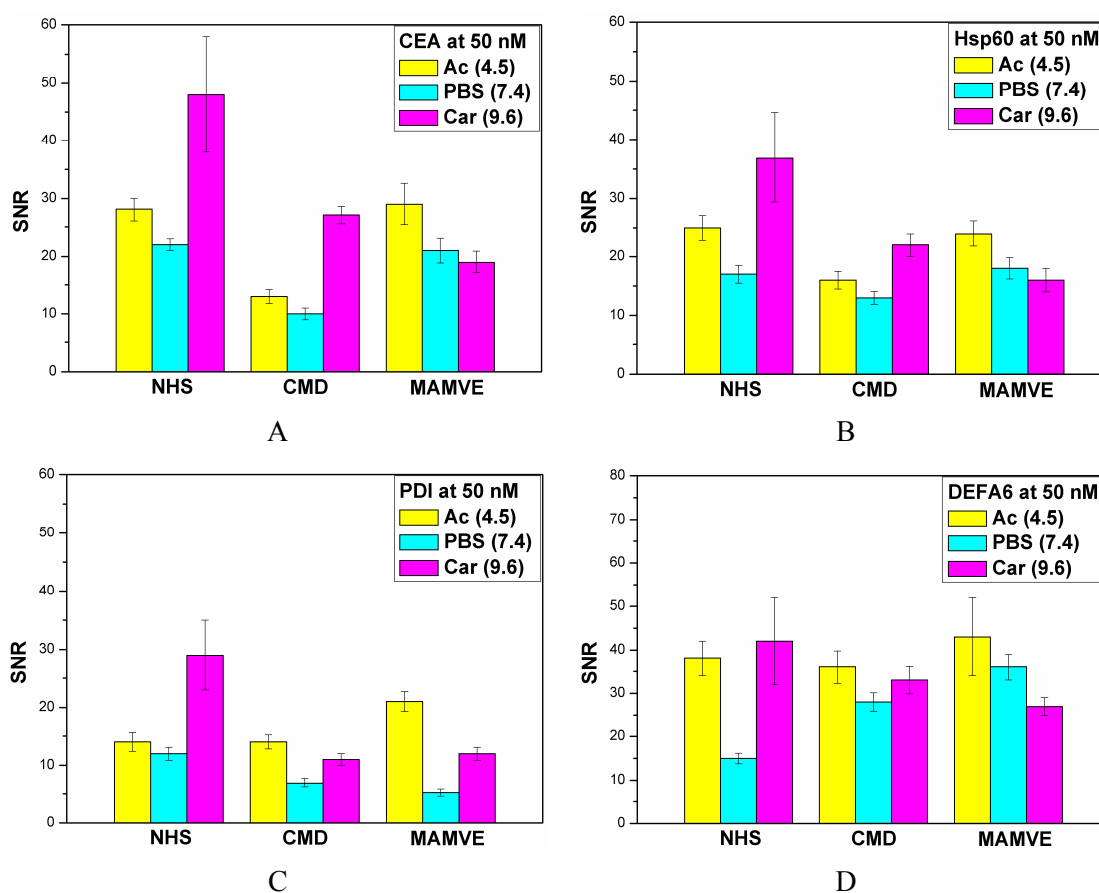 60
50
40
30
20
10
0
SNR
CEA at 50 nM
Ac (4.5)
PBS (7.4)
Car (9.6)
NHS CMD MAMVE
A
60
50
40
30
20
10
0
SNR
Hsp60 at 50 nM
Ac (4.5)
PBS (7.4)
Car (9.6)
NHS CMD MAMVE
B
60
50
40
30
20
10
0
SNR
PDI at 50 nM
Ac (4.5)
PBS (7.4)
Car (9.6)
NHS CMD MAMVE
C
80
70
60
50
40
30
20
10
0
SNR
DEFA6 at 50 nM
Ac (4.5)
PBS (7.4)
Car (9.6)
NHS CMD MAMVE
D